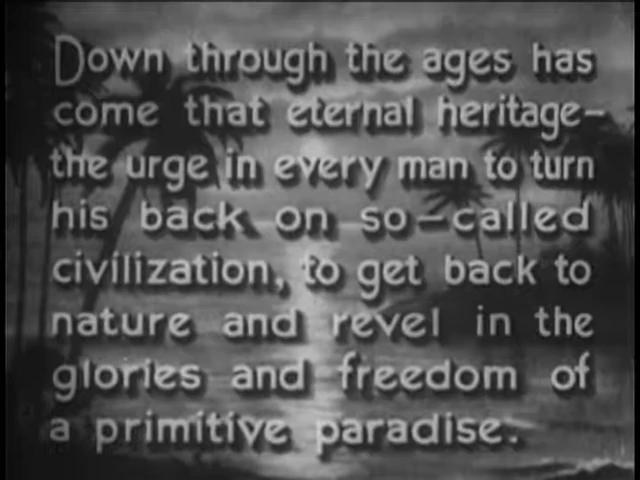 Down through the ages has
come that eternal heritage-
the urge in every man to turn
his back on so-called
civilization, to get back to
nature and revel in the
glories and freedom of
a primitive paradise.